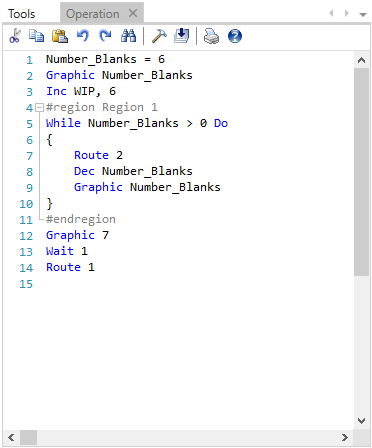 Tools Operation
1 Number_Blanks = 6
2 Graphic Number_Blanks
3 Inc WIP, 6
4 #region Region 1
5 While Number_Blanks > 0 Do
6 {
7 Route 2
8 Dec Number_Blanks
9 Graphic Number_Blanks
10 }
11 #endregion
12 Graphic 7
13 Wait 1
14 Route 1
15